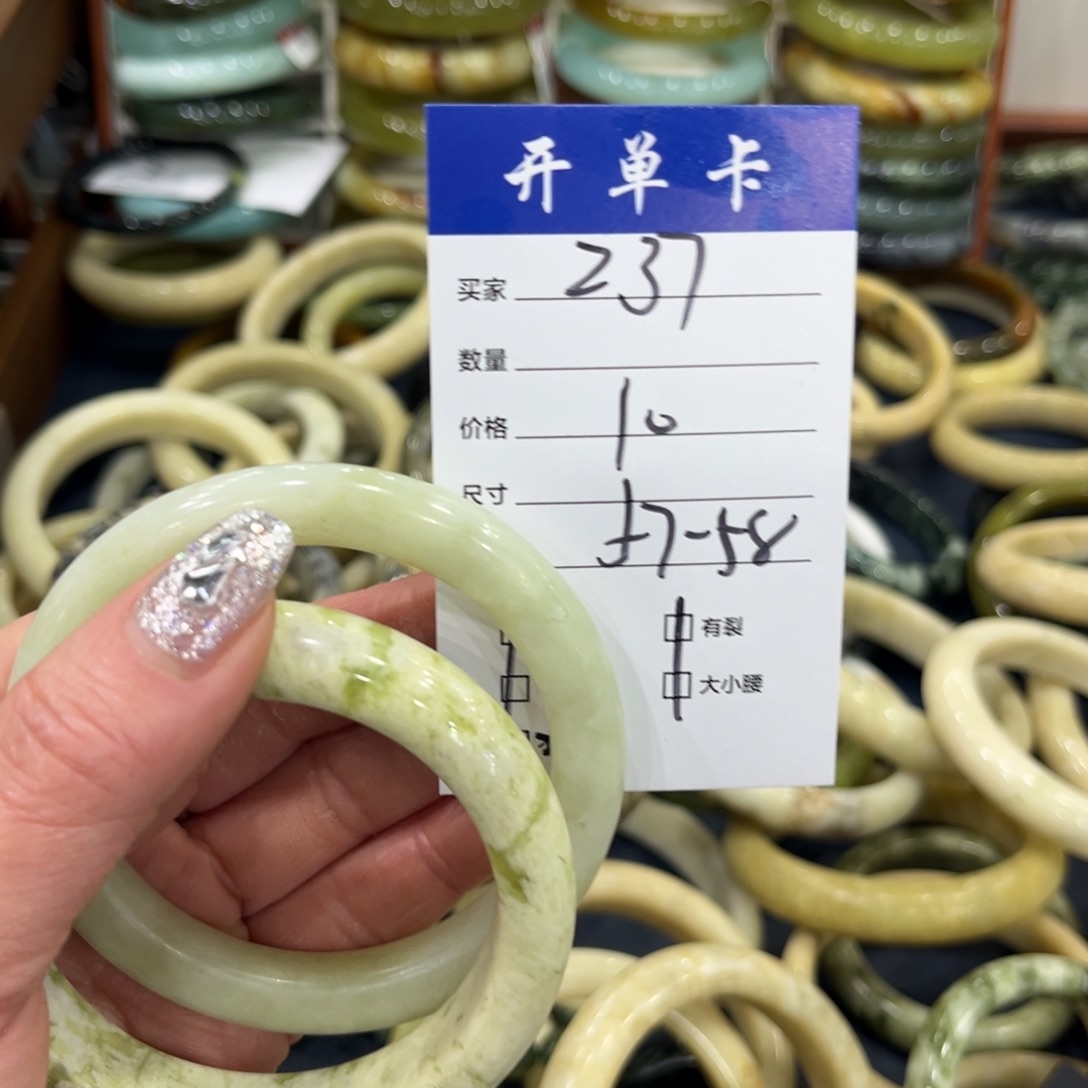 开单卡
买家 237
数量
价格 10
尺寸
57-58
有裂
大小腰